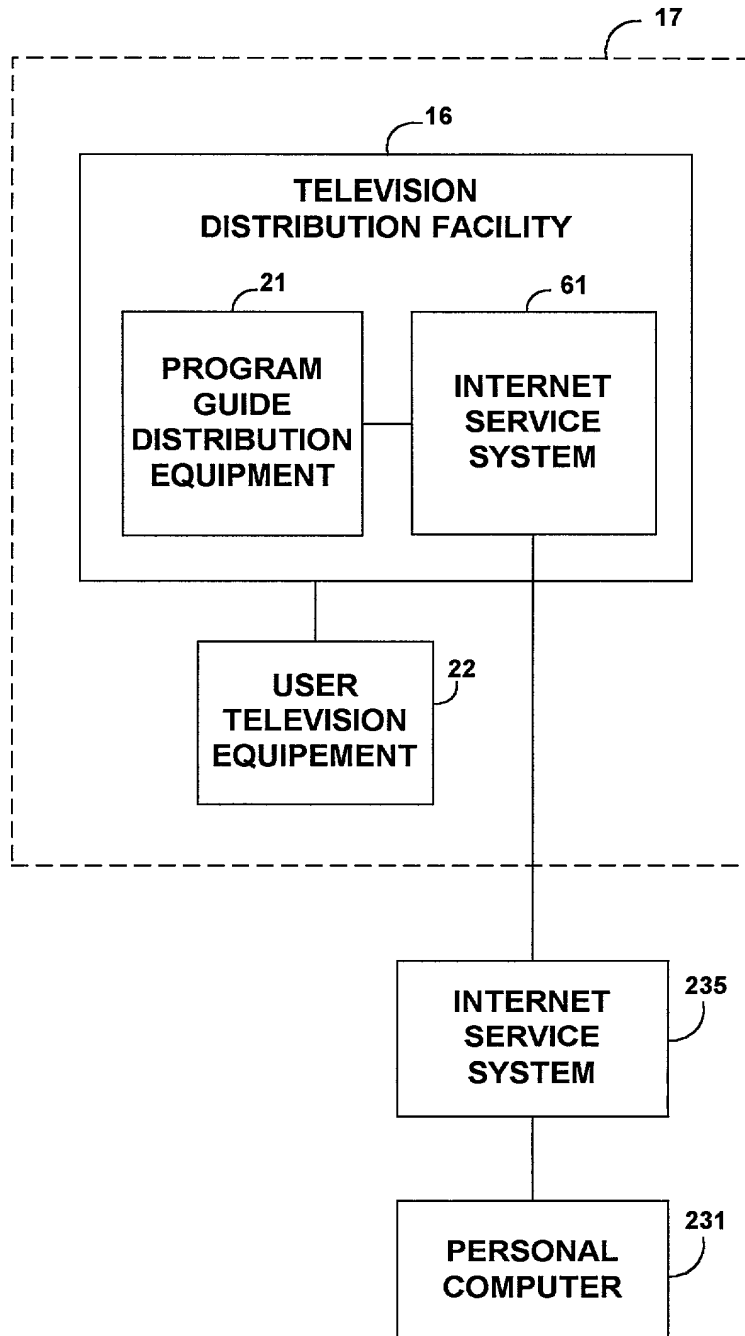 17
16
TELEVISION
DISTRIBUTION FACILITY
21
61
PROGRAM
GUIDE
DISTRIBUTION
EQUIPMENT
INTERNET
SERVICE
SYSTEM
USER
TELEVISION
EQUIPEMENT
22
INTERNET
SERVICE
SYSTEM
235
PERSONAL
COMPUTER
231